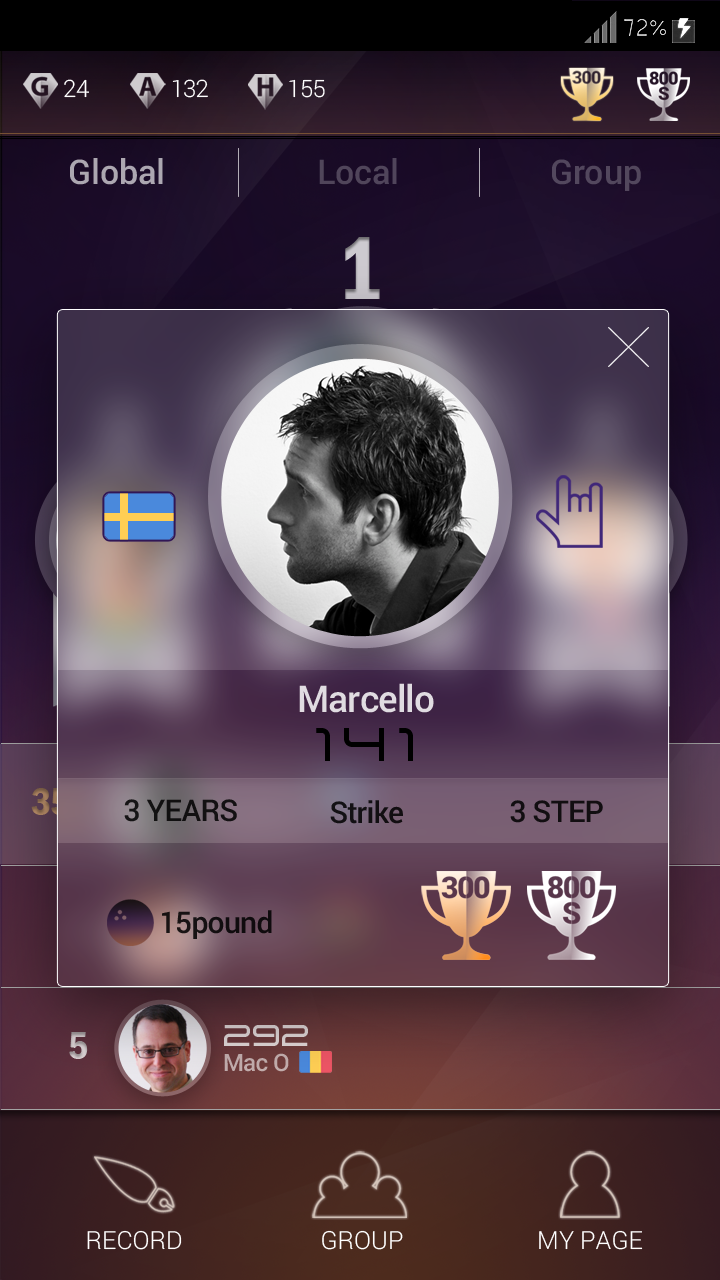 72%
G 24 A 132 H 155 300 800 S
Global Local Group
1
Marcello
141
35
3 YEARS Strike 3 STEP
15pound 300 800 S
5 292
Mac O
RECORD GROUP MY PAGE